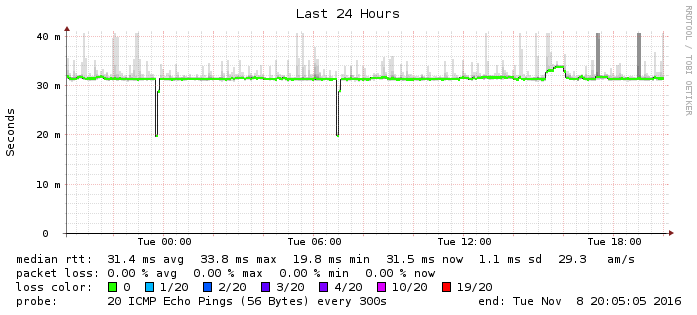 Last 24 Hours
RRDTOOL / TOBI OETIKER
Seconds
40 m
30 m
20 m
10 m
0
Tue 00:00 Tue 06:00 Tue 12:00 Tue 18:00
median rtt: 31.4 ms avg 33.8 ms max 19.8 ms min 31.5 ms now 1.1 ms sd 29.3 am/s
packet loss: 0.00 % avg 0.00 % max 0.00 % min 0.00 % now
loss color: 0 1/20 2/20 3/20 4/20 10/20 19/20
probe: 20 ICMP Echo Pings (56 Bytes) every 300s end: Tue Nov 8 20:05:05 2016